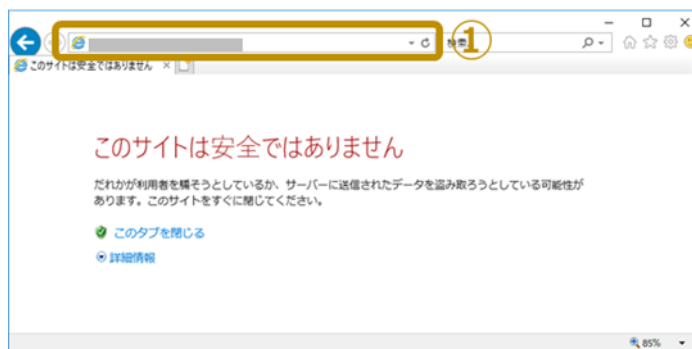 ①
検索
このサイトは安全ではありません
このサイトは安全ではありません
だれかが利用者を騙そうとしているか、サーバーに送信されたデータを盗み取ろうとしている可能性が
あります。このサイトをすぐに閉じてください。
このタブを閉じる
詳細情報
85%